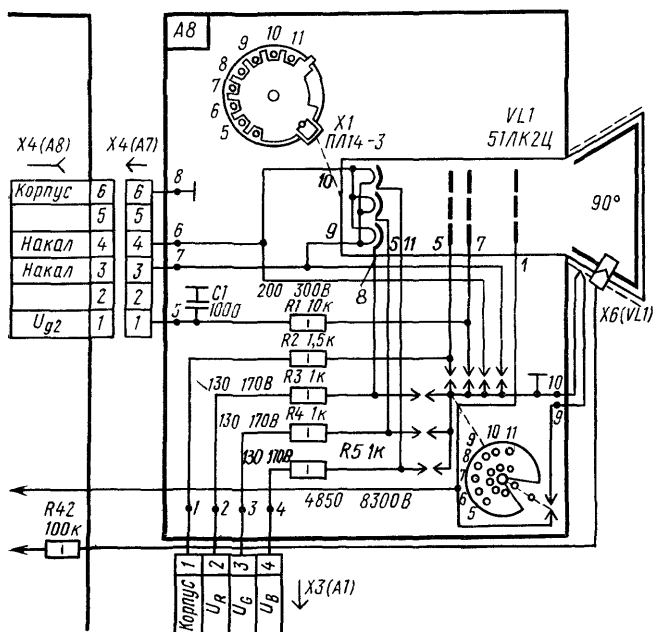 A8
9 10 11
8
7
6
5
X1
ПЛ14-3
VL1
51ЛК2Ц
X4(A8) X4(A7)
90°
Корпус 6 6 8
5 5
Накал 4 4 6
Накал 3 3 7
2 2
Ug2 1 1 5
10
9
5 11 5 7
8
1
X6(VL1)
C1
1000
200 300В
R1 10к
R2 1,5к
130 170В
R3 1к
130 170В
R4 1к
130 170В
R5 1к
10
9
9 10 11
8
7
6
5
4850 8300В
1 2 3 4
R42
100к
1 2 3 4
Корпус
UR
UG
UB
X3(A1)